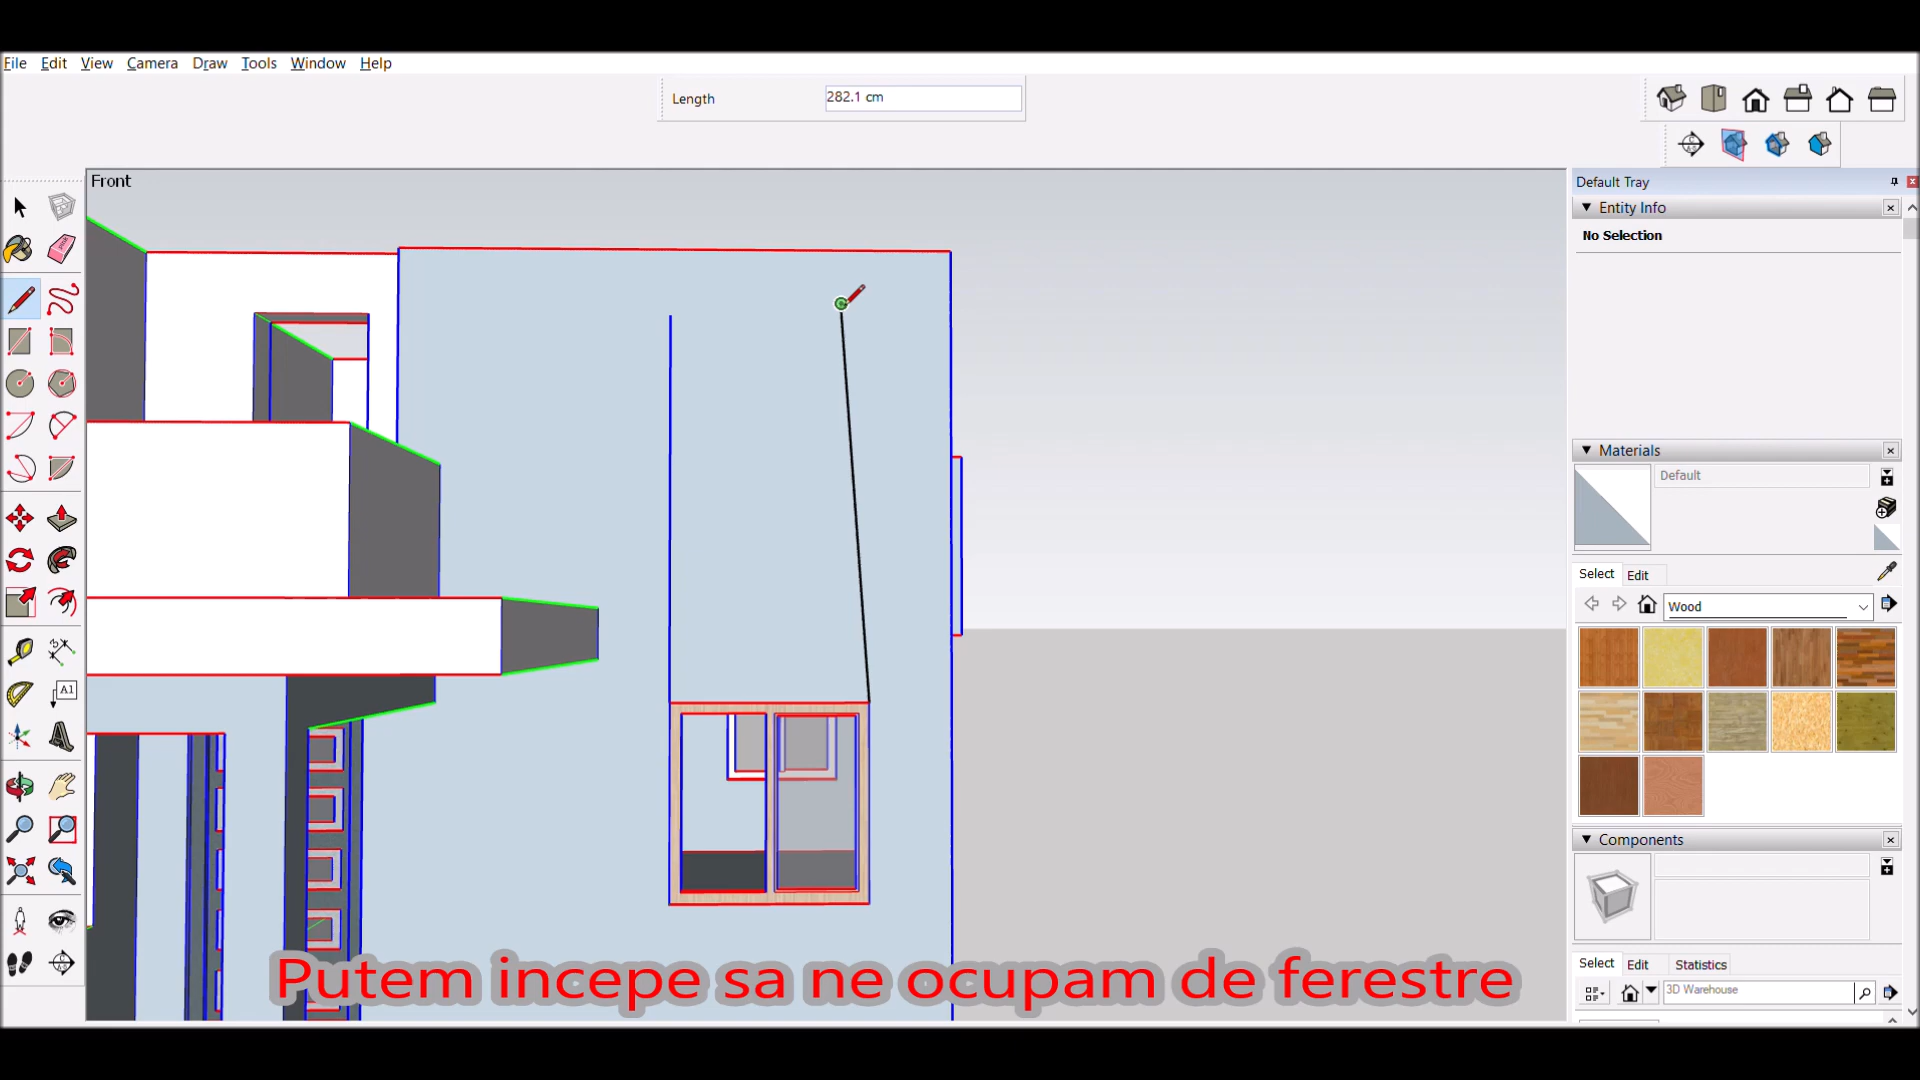 File Edit View Camera Draw Tools Window Help
Length 282.1 cm
Front
Default Tray
Entity Info
No Selection
Materials
Default
Select Edit
Wood
Components
Select Edit Statistics
3D Warehouse
A1
Putem incepe sa ne ocupam de ferestre